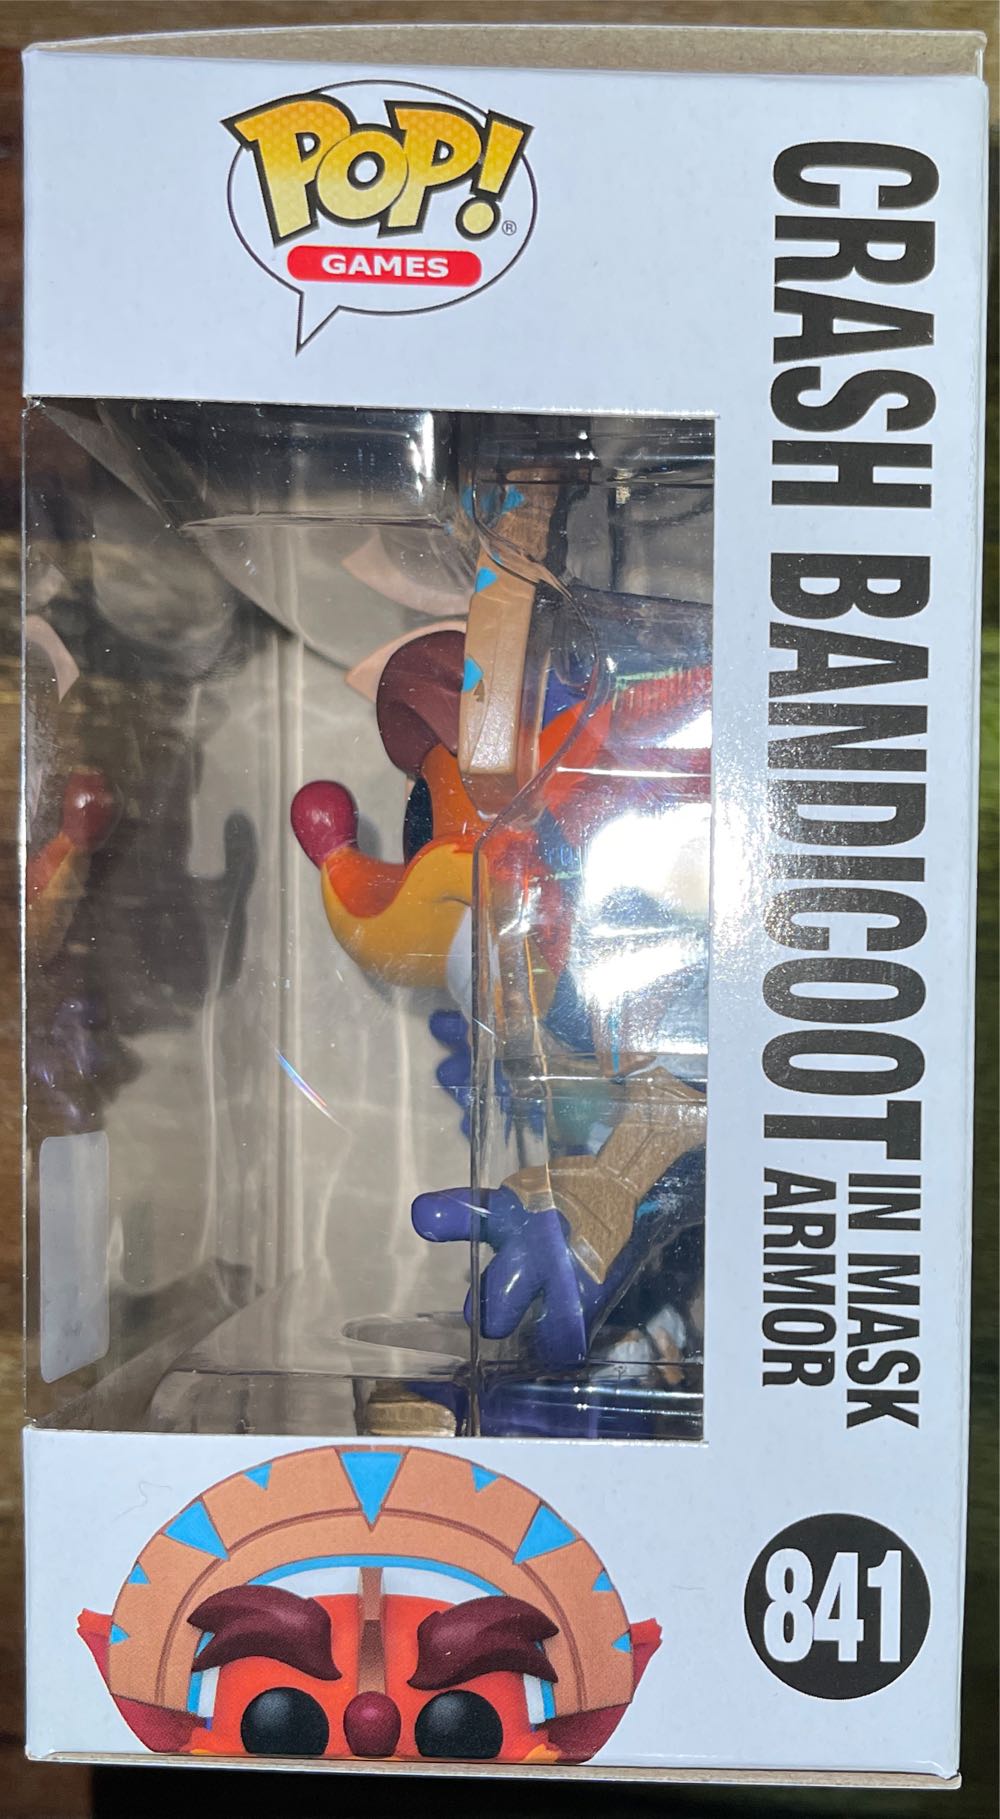 POP!®
GAMES
CRASH BANDICOOT IN MASK
ARMOR
841